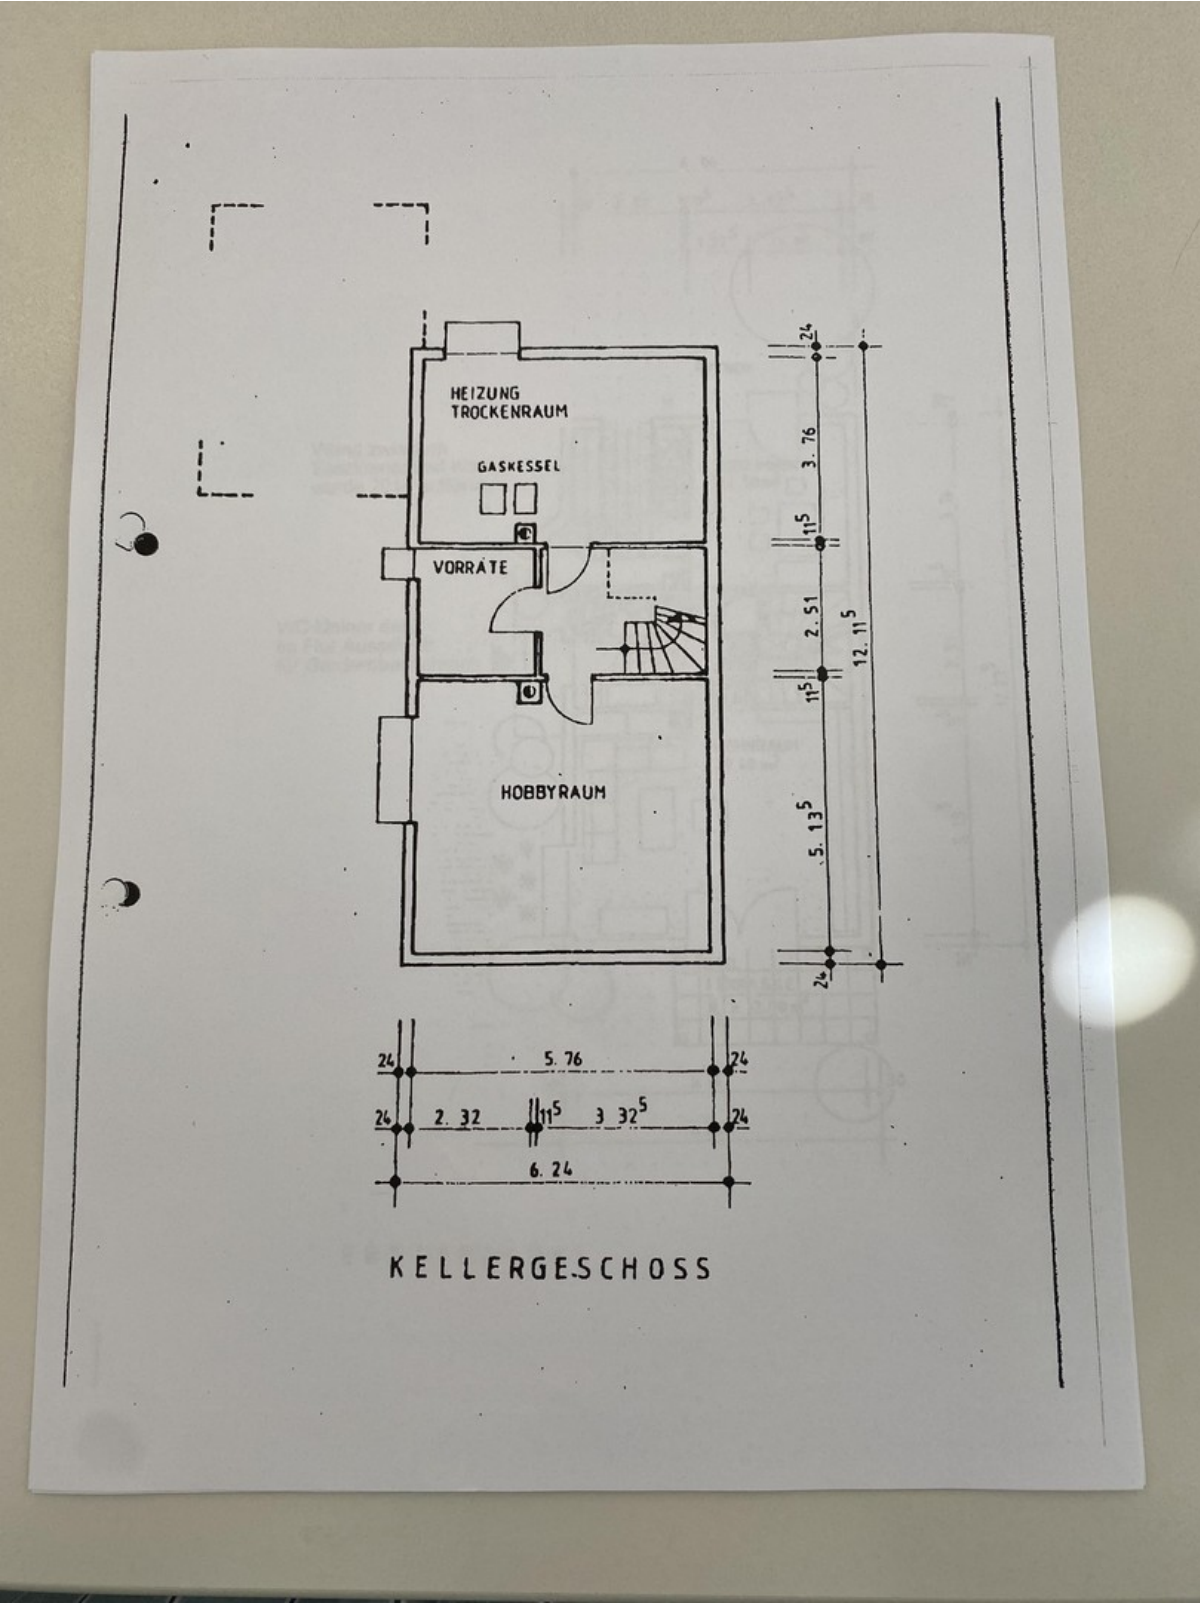 24
HEIZUNG
TROCKENRAUM
3.76
GASKESSEL
11⁵
VORRÄTE
2.51
12.11⁵
11⁵
HOBBYRAUM
5.13⁵
24
24 5.76 24
24 2.32 11⁵ 3.32⁵ 24
6.24
KELLERGESCHOSS